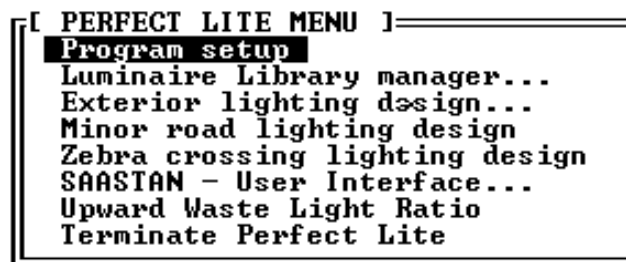 [ PERFECT LITE MENU ]
Program setup
Luminaire Library manager...
Exterior lighting design...
Minor road lighting design
Zebra crossing lighting design
SAASTAN - User Interface...
Upward Waste Light Ratio
Terminate Perfect Lite